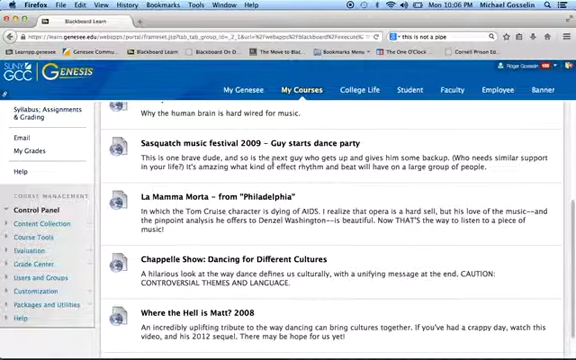 Firefox File Edit View History Bookmarks Tools Window Help Mon 10:06 PM Michael Gosselin
Blackboard Learn
this is not a pipe
Learnpp.genesee Genesee Commu... Blackboard On D... The Move to Blac... Bookmarks Menu The One O'Clock... Cornell Prison Ed...
SUNY GCC GENESIS
Roger Gosselin
My Genesee My Courses College Life Student Faculty Employee Banner
Syllabus; Assignments & Grading
Email
My Grades
Help
COURSE MANAGEMENT
Control Panel
Content Collection
Course Tools
Evaluation
Grade Center
Users and Groups
Customization
Packages and Utilities
Help
Why the human brain is hard wired for music.
Sasquatch music festival 2009 - Guy starts dance party
This is one brave dude, and so is the next guy who gets up and gives him some backup. (Who needs similar support
in your life?) It's amazing what kind of effect rhythm and beat will have on a large group of people.
La Mamma Morta - from "Philadelphia"
In which the Tom Cruise character is dying of AIDS. I realize that opera is a hard sell, but his love of the music--and
the pinpoint analysis he offers to Denzel Washington--is beautiful. Now THAT'S the way to listen to a piece of
music!
Chappelle Show: Dancing for Different Cultures
A hilarious look at the way dance defines us culturally, with a unifying message at the end. CAUTION:
CONTROVERSIAL THEMES AND LANGUAGE.
Where the Hell is Matt? 2008
An incredibly uplifting tribute to the way dancing can bring cultures together. If you've had a crappy day, watch this
video, and his 2012 sequel. There may be hope for us yet!